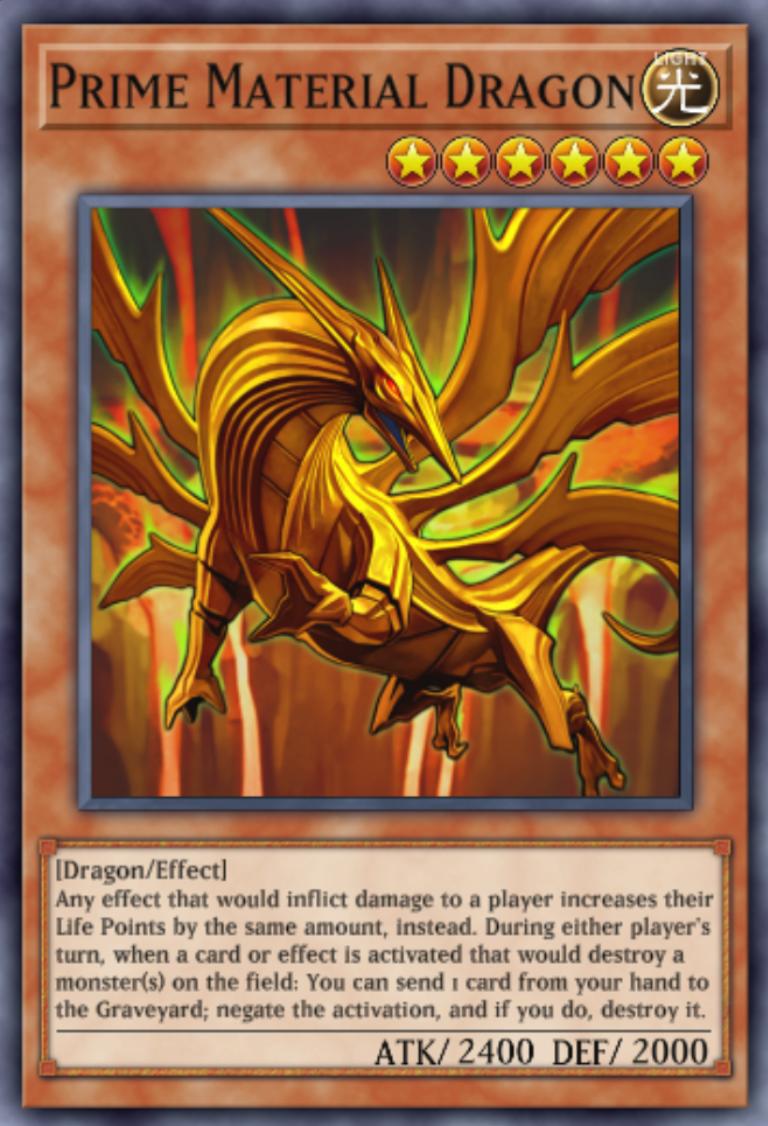 PRIME MATERIAL DRAGON
LIGHT
光
[Dragon/Effect]
Any effect that would inflict damage to a player increases their
Life Points by the same amount, instead. During either player's
turn, when a card or effect is activated that would destroy a
monster(s) on the field: You can send 1 card from your hand to
the Graveyard; negate the activation, and if you do, destroy it.
ATK/ 2400 DEF/ 2000